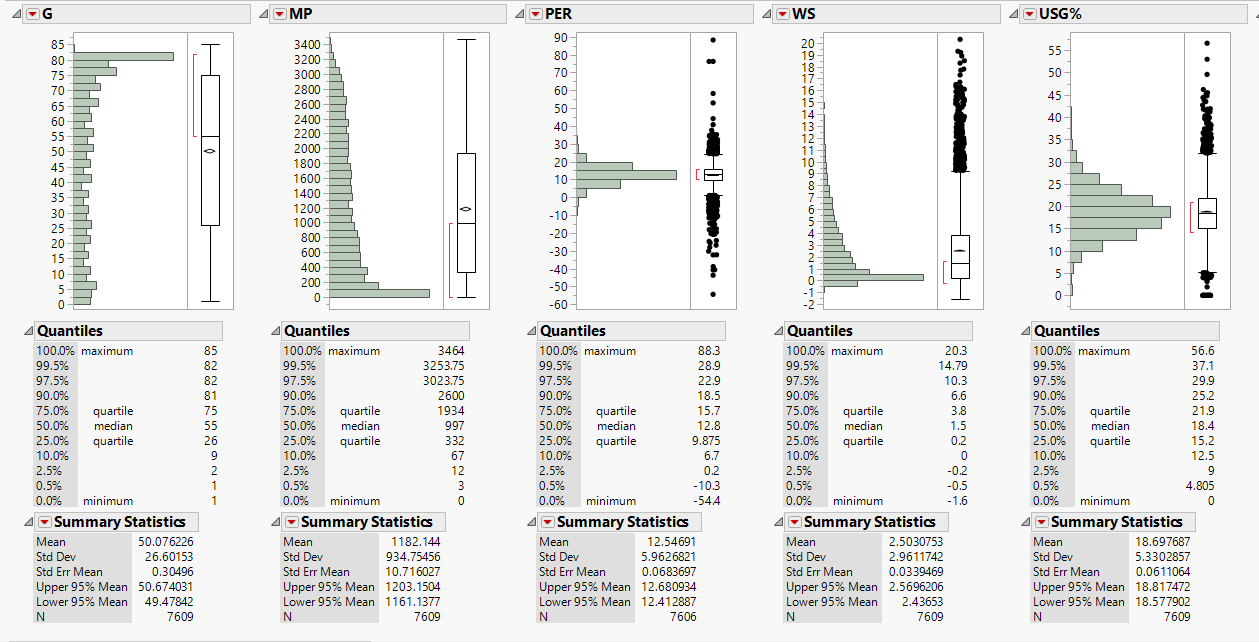 G
85
80
75
70
65
60
55
50
45
40
35
30
25
20
15
10
5
0
Quantiles
100.0% maximum 85
99.5% 82
97.5% 82
90.0% 81
75.0% quartile 75
50.0% median 55
25.0% quartile 26
10.0% 9
2.5% 2
0.5% 1
0.0% minimum 1
Summary Statistics
Mean 50.076226
Std Dev 26.60153
Std Err Mean 0.30496
Upper 95% Mean 50.674031
Lower 95% Mean 49.47842
N 7609
MP
3400
3200
3000
2800
2600
2400
2200
2000
1800
1600
1400
1200
1000
800
600
400
200
0
Quantiles
100.0% maximum 3464
99.5% 3253.75
97.5% 3023.75
90.0% 2600
75.0% quartile 1934
50.0% median 997
25.0% quartile 332
10.0% 67
2.5% 12
0.5% 3
0.0% minimum 0
Summary Statistics
Mean 1182.144
Std Dev 934.75456
Std Err Mean 10.716027
Upper 95% Mean 1203.1504
Lower 95% Mean 1161.1377
N 7609
PER
90
80
70
60
50
40
30
20
10
0
-10
-20
-30
-40
-50
-60
Quantiles
100.0% maximum 88.3
99.5% 28.9
97.5% 22.9
90.0% 18.5
75.0% quartile 15.7
50.0% median 12.8
25.0% quartile 9.875
10.0% 6.7
2.5% 0.2
0.5% -10.3
0.0% minimum -54.4
Summary Statistics
Mean 12.54691
Std Dev 5.9626821
Std Err Mean 0.0683697
Upper 95% Mean 12.680934
Lower 95% Mean 12.412887
N 7606
WS
20
19
18
17
16
15
14
13
12
11
10
9
8
7
6
5
4
3
2
1
0
-1
-2
Quantiles
100.0% maximum 20.3
99.5% 14.79
97.5% 10.3
90.0% 6.6
75.0% quartile 3.8
50.0% median 1.5
25.0% quartile 0.2
10.0% 0
2.5% -0.2
0.5% -0.5
0.0% minimum -1.6
Summary Statistics
Mean 2.5030753
Std Dev 2.9611742
Std Err Mean 0.0339469
Upper 95% Mean 2.5696206
Lower 95% Mean 2.43653
N 7609
USG%
55
50
45
40
35
30
25
20
15
10
5
0
Quantiles
100.0% maximum 56.6
99.5% 37.1
97.5% 29.9
90.0% 25.2
75.0% quartile 21.9
50.0% median 18.4
25.0% quartile 15.2
10.0% 12.5
2.5% 9
0.5% 4.805
0.0% minimum 0
Summary Statistics
Mean 18.697687
Std Dev 5.3302857
Std Err Mean 0.0611064
Upper 95% Mean 18.817472
Lower 95% Mean 18.577902
N 7609